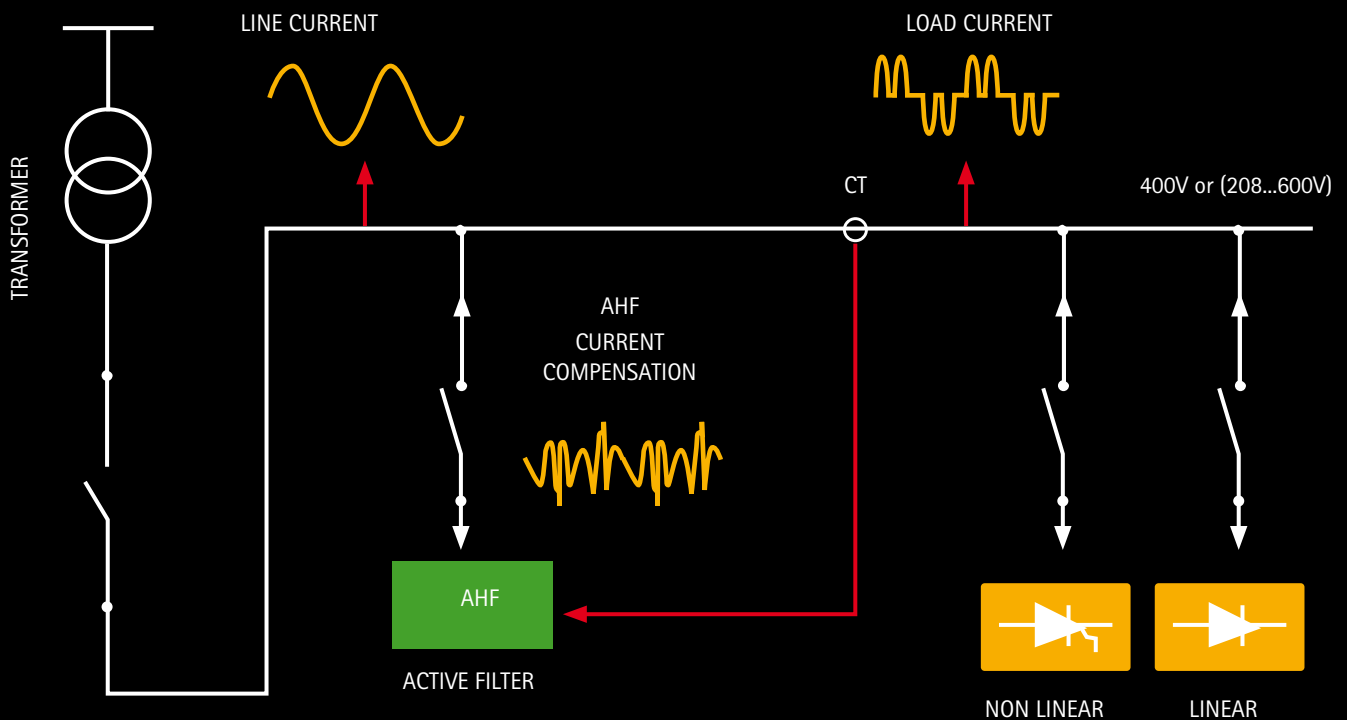 LINE CURRENT
LOAD CURRENT
TRANSFORMER
CT
400V or (208...600V)
AHF
CURRENT
COMPENSATION
AHF
ACTIVE FILTER
NON LINEAR
LINEAR